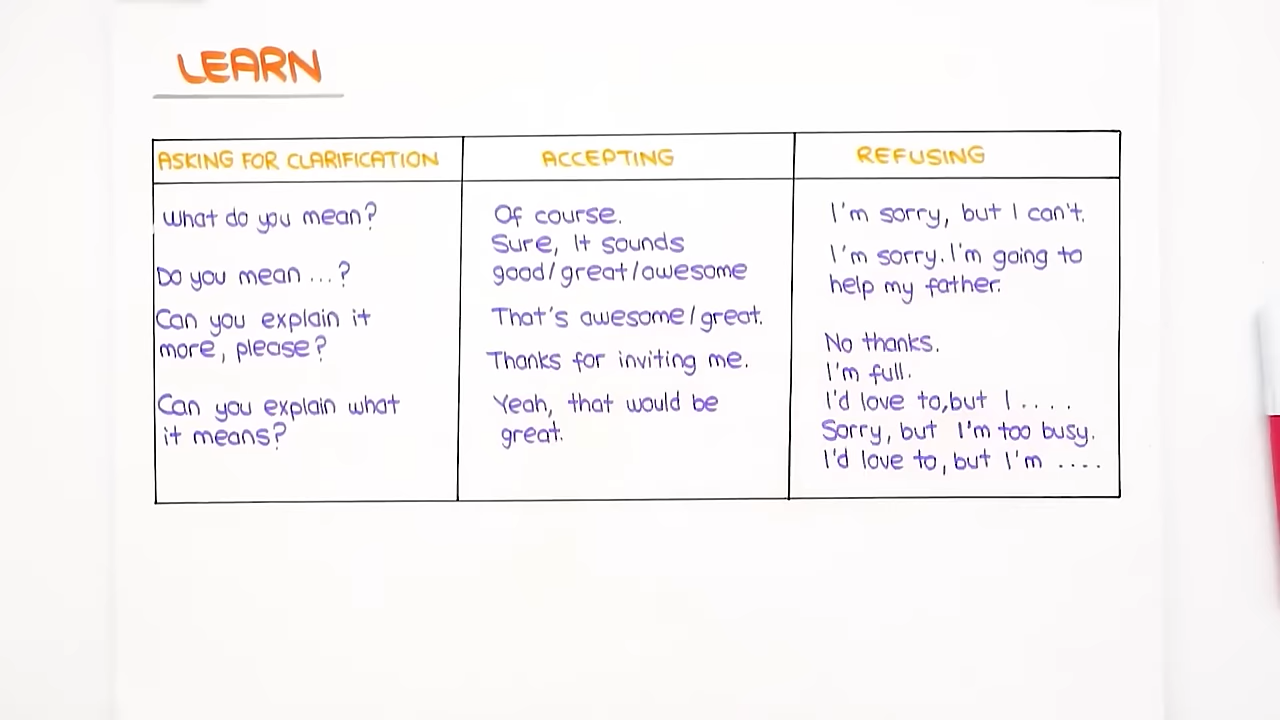 LEARN
ASKING FOR CLARIFICATION
What do you mean?
Do you mean ...?
Can you explain it
more, please?
Can you explain what
it means?
ACCEPTING
Of course.
Sure, It sounds
good/great/awesome
That's awesome/great.
Thanks for inviting me.
Yeah, that would be
great.
REFUSING
I'm sorry, but I can't.
I'm sorry. I'm going to
help my father.
No thanks.
I'm full.
I'd love to, but I ....
Sorry, but I'm too busy.
I'd love to, but I'm ....